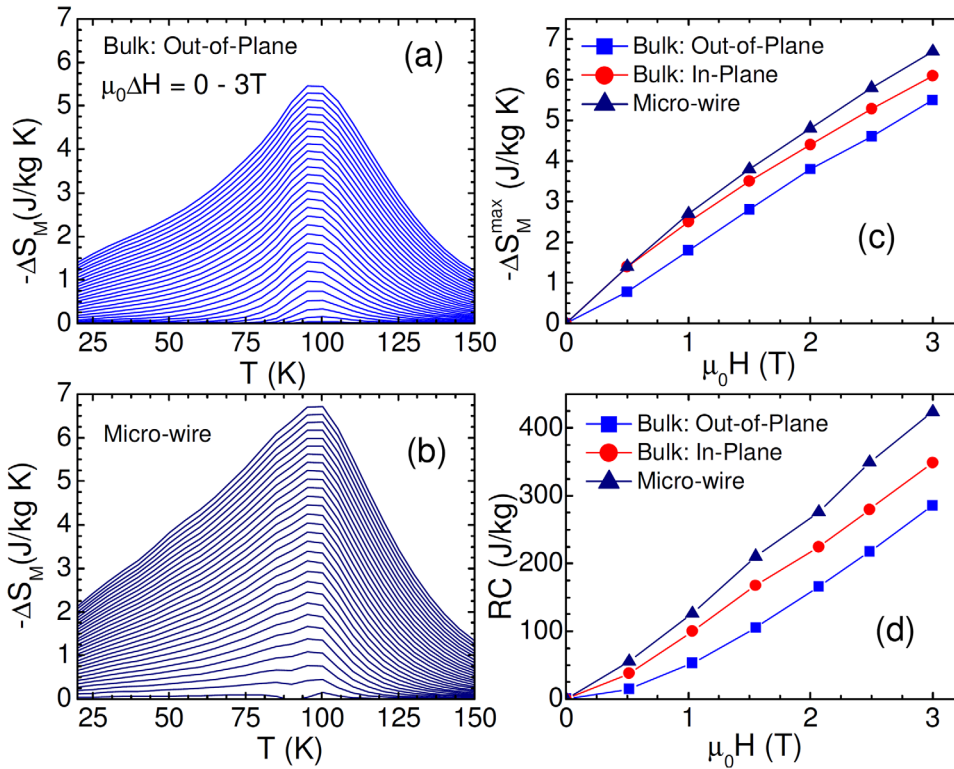 Bulk: Out-of-Plane
(a)
μ₀ΔH = 0 - 3T
-ΔS_M(J/kg K)
7
6
5
4
3
2
1
0
25 50 75 100 125 150
T (K)
(c)
Bulk: Out-of-Plane
Bulk: In-Plane
Micro-wire
-ΔS_M^max (J/kg K)
7
6
5
4
3
2
1
0
0 1 2 3
μ₀H (T)
(b)
Micro-wire
-ΔS_M(J/kg K)
7
6
5
4
3
2
1
0
25 50 75 100 125 150
T (K)
Bulk: Out-of-Plane
Bulk: In-Plane
Micro-wire
(d)
RC (J/kg)
400
300
200
100
0
0 1 2 3
μ₀H (T)